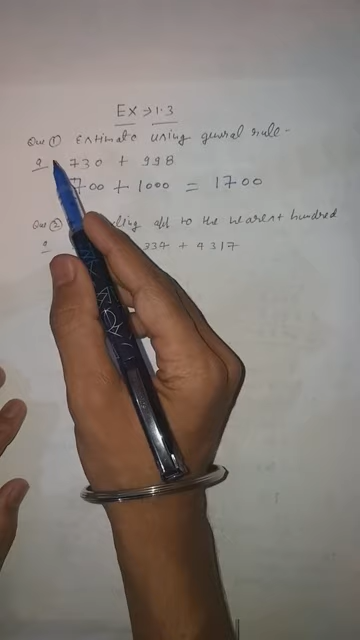 Ex → 1.3
Que ① Estimate using general rule.
a 730 + 998
700 + 1000 = 1700
Que ② off to the nearest hundred
a 334 + 4317